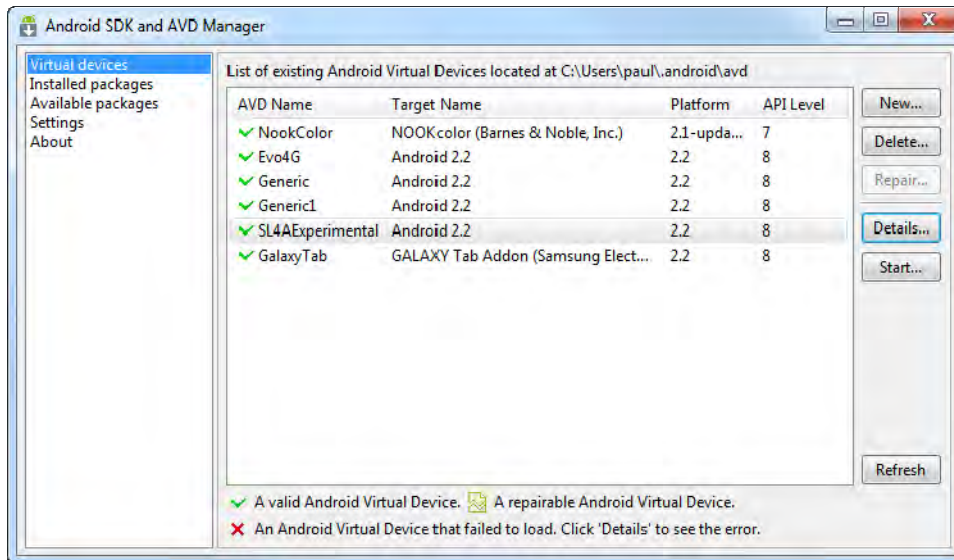 Android SDK and AVD Manager
Virtual devices
Installed packages
Available packages
Settings
About
List of existing Android Virtual Devices located at C:\Users\paul\.android\avd
AVD Name Target Name Platform API Level
NookColor NOOKcolor (Barnes & Noble, Inc.) 2.1-upda... 7
Evo4G Android 2.2 2.2 8
Generic Android 2.2 2.2 8
Generic1 Android 2.2 2.2 8
SL4AExperimental Android 2.2 2.2 8
GalaxyTab GALAXY Tab Addon (Samsung Elect... 2.2 8
New...
Delete...
Repair...
Details...
Start...
Refresh
A valid Android Virtual Device. A repairable Android Virtual Device.
An Android Virtual Device that failed to load. Click 'Details' to see the error.